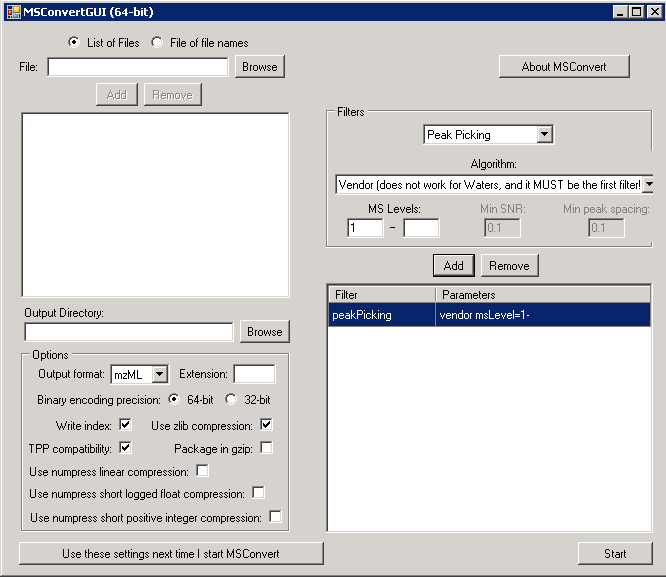 MSConvertGUI (64-bit)
List of Files File of file names
File: Browse
Add Remove
About MSConvert
Filters
Peak Picking
Algorithm:
Vendor (does not work for Waters, and it MUST be the first filter!
MS Levels: Min SNR: Min peak spacing:
1 - 0.1 0.1
Add Remove
Filter Parameters
peakPicking vendor msLevel=1-
Output Directory:
Browse
Options
Output format: mzML Extension:
Binary encoding precision: 64-bit 32-bit
Write index: Use zlib compression:
TPP compatibility: Package in gzip:
Use numpress linear compression:
Use numpress short logged float compression:
Use numpress short positive integer compression:
Use these settings next time I start MSConvert
Start